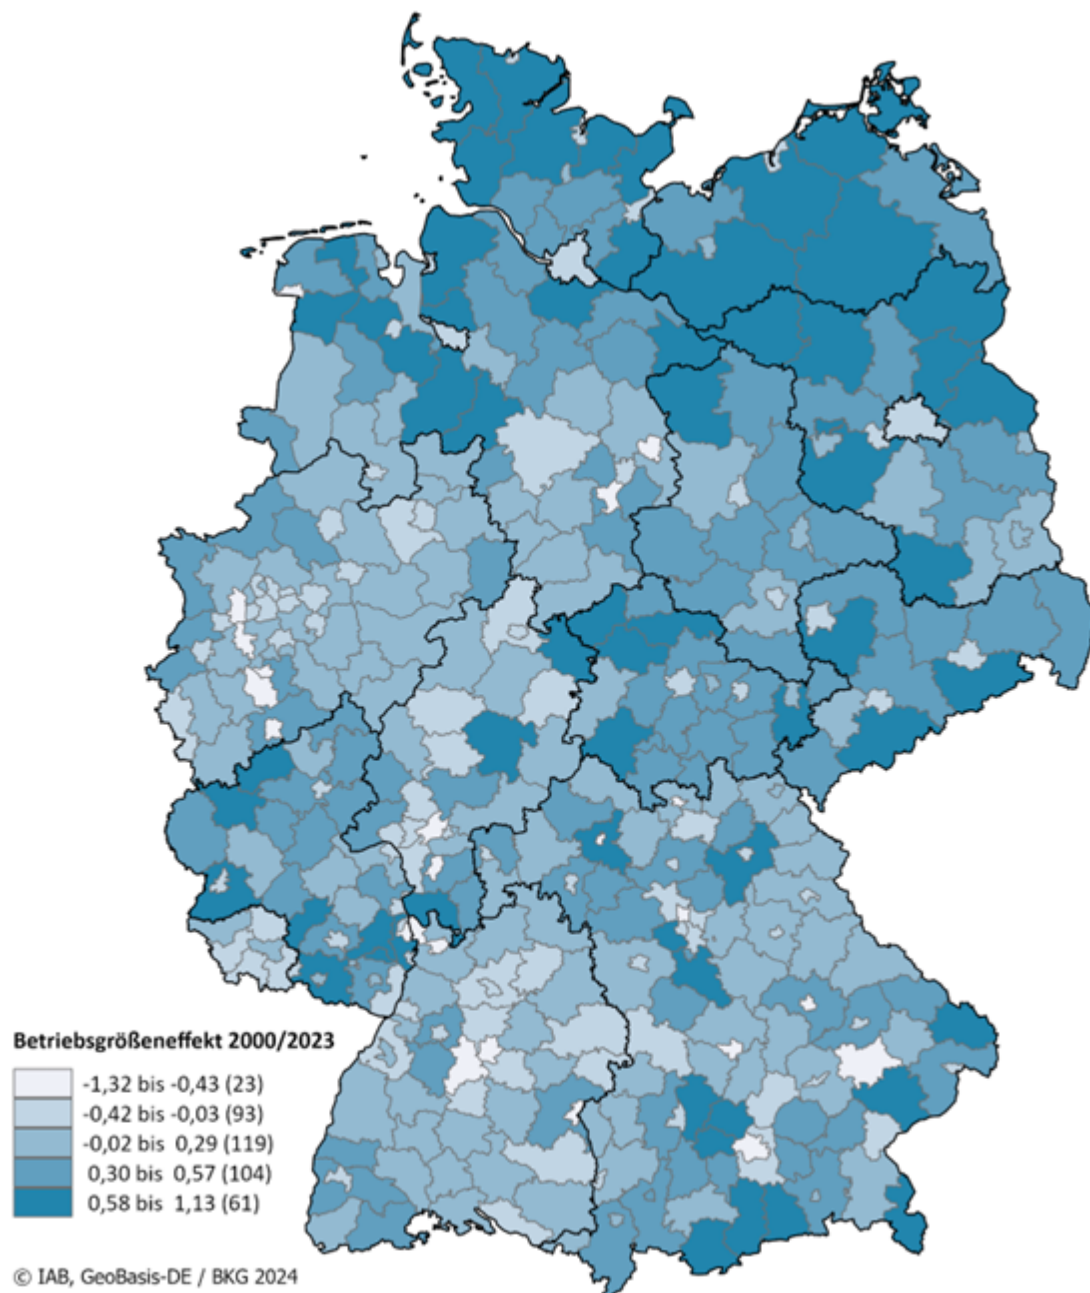 Betriebsgrößeneffekt 2000/2023
-1,32 bis -0,43 (23)
-0,42 bis -0,03 (93)
-0,02 bis 0,29 (119)
0,30 bis 0,57 (104)
0,58 bis 1,13 (61)
© IAB, GeoBasis-DE / BKG 2024